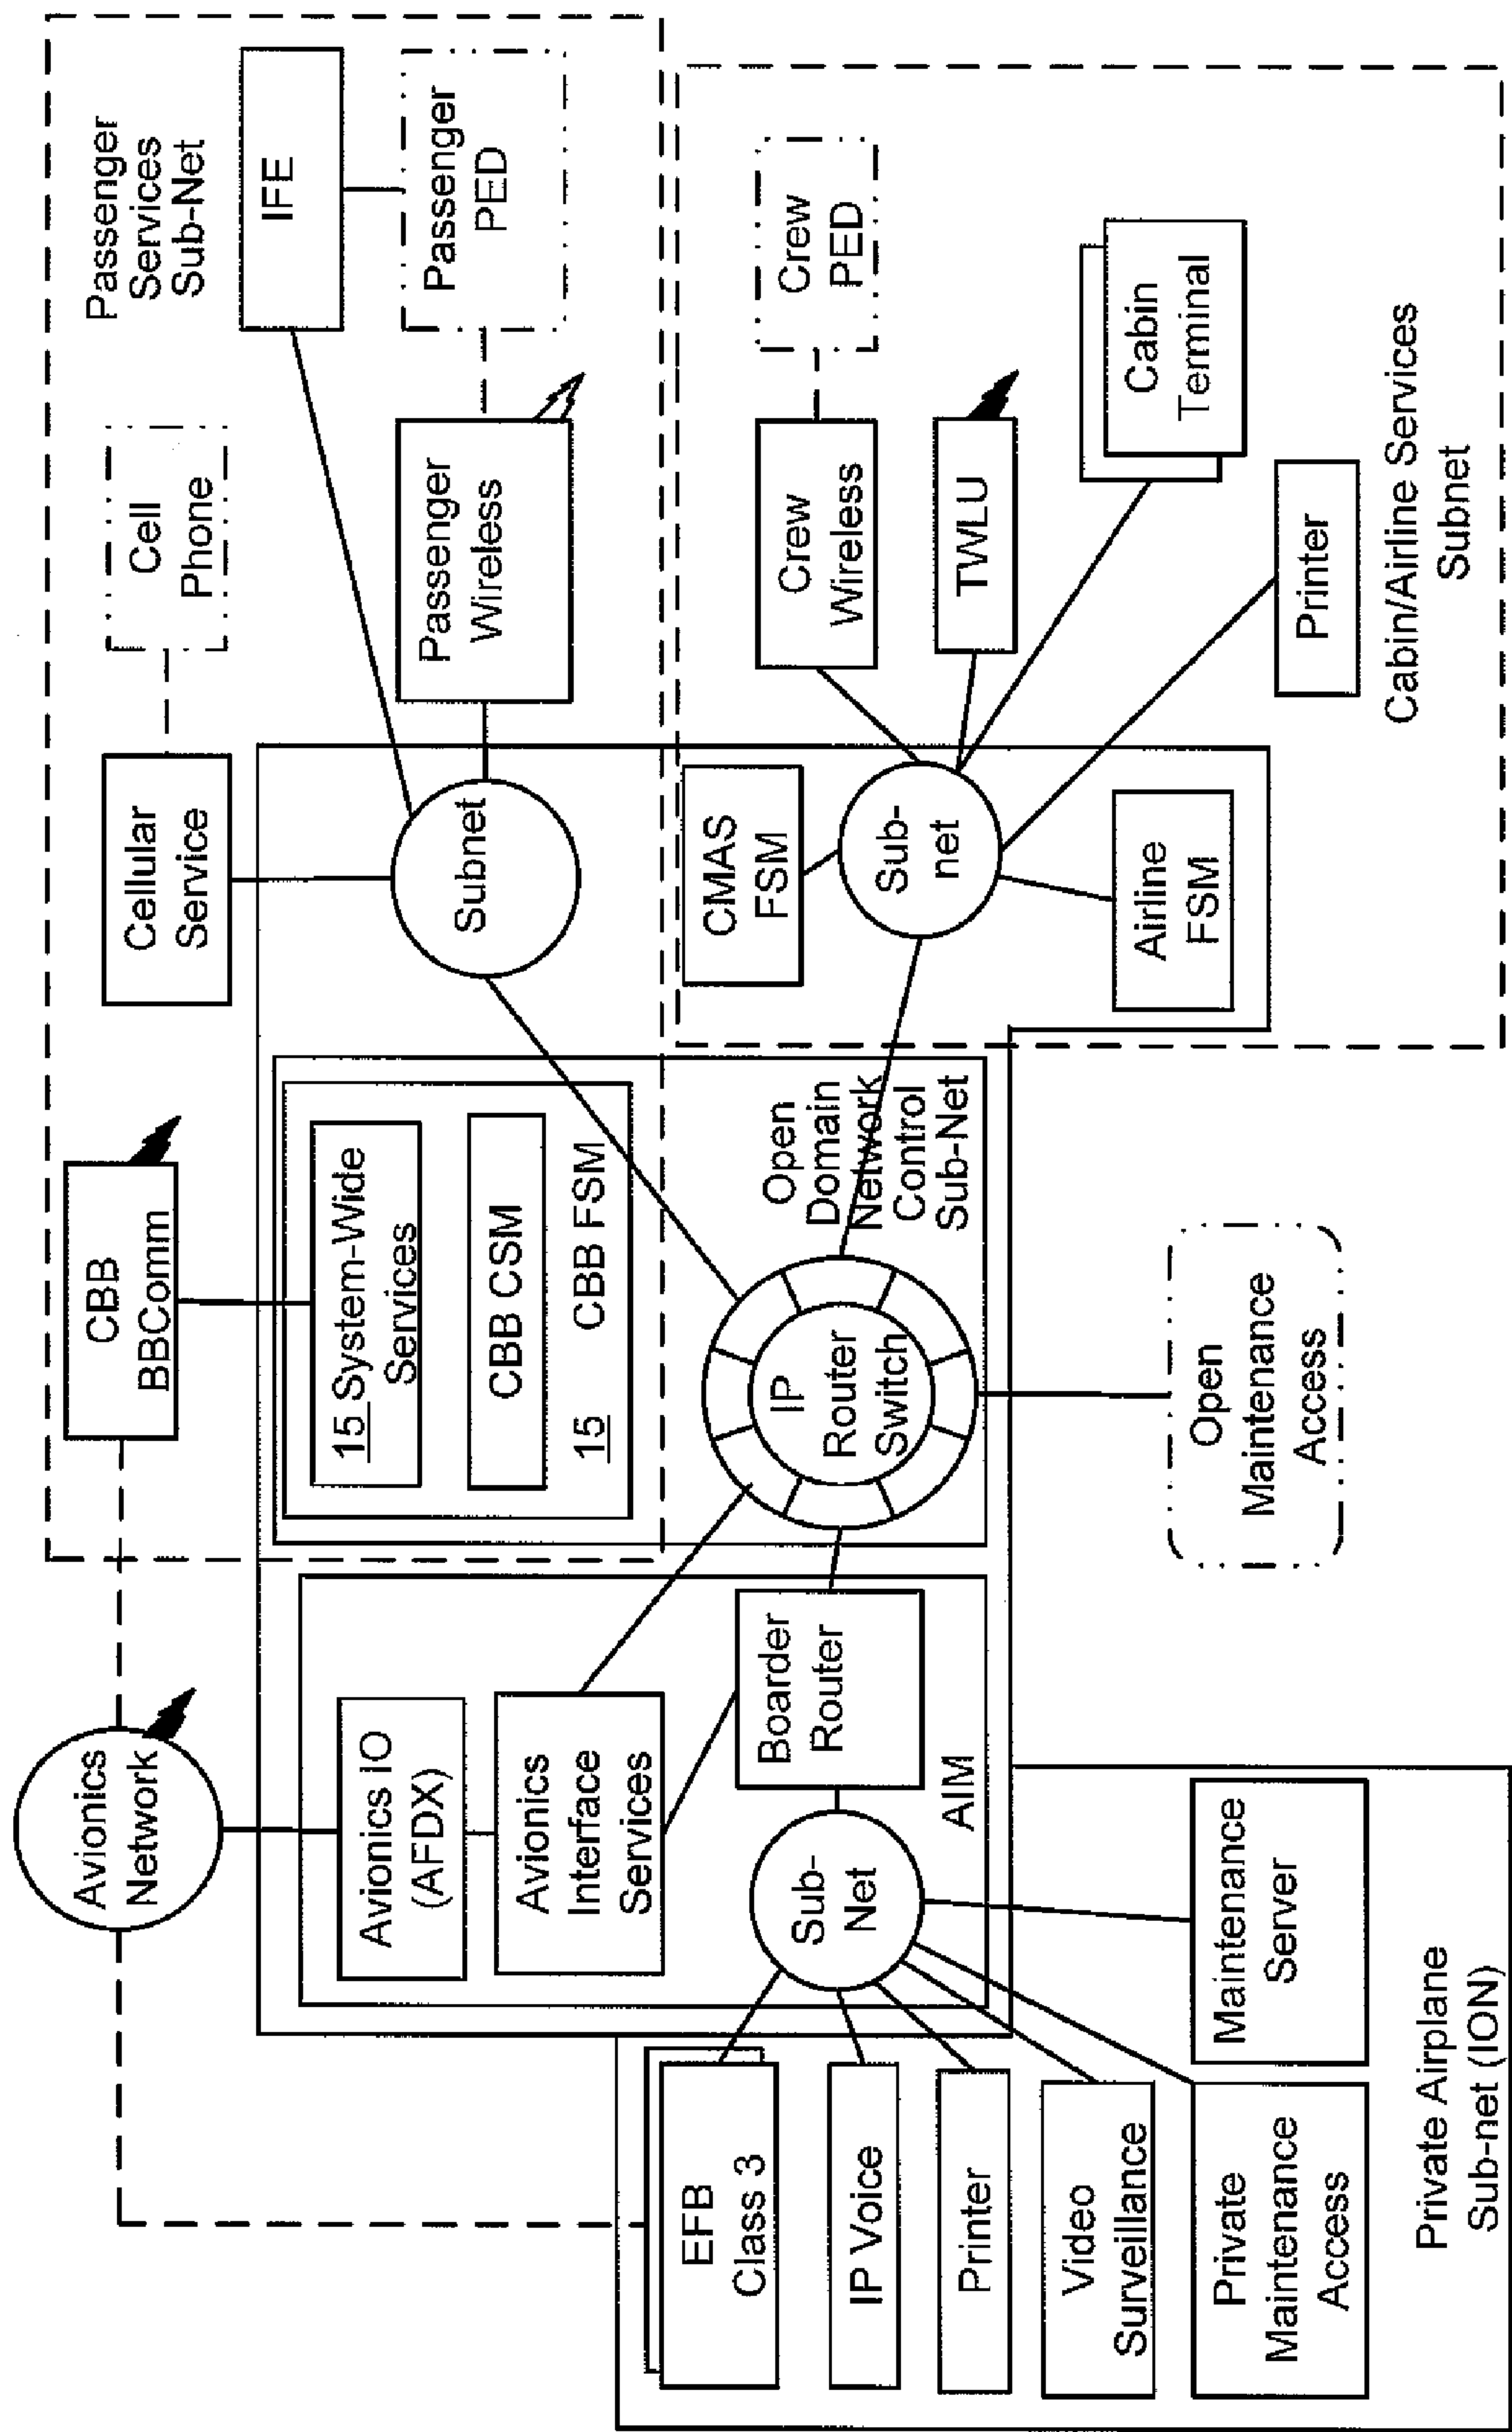 Avionics
Network
CBB
BBComm
Cellular
Service
Cell
Phone
Passenger
Services
Sub-Net
IFE
Passenger
PED
Passenger
Wireless
Subnet
15 System-Wide
Services
CBB CSM
15 CBB FSM
Avionics IO
(AFDX)
Avionics
Interface
Services
Boarder
Router
AIM
Sub-
Net
IP
Router
Switch
Open
Domain
Network
Control
Sub-Net
CMAS
FSM
Sub-
net
Airline
FSM
Crew
Wireless
Crew
PED
TWLU
Cabin
Terminal
Printer
Cabin/Airline Services
Subnet
Open
Maintenance
Access
EFB
Class 3
IP Voice
Printer
Video
Surveillance
Private
Maintenance
Access
Maintenance
Server
Private Airplane
Sub-net (ION)